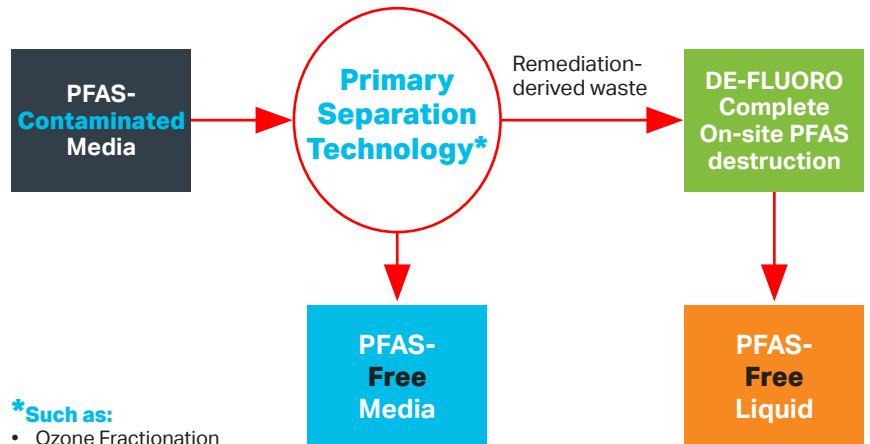 PFAS-
Contaminated
Media
Primary
Separation
Technology*
Remediation-
derived waste
DE-FLUORO
Complete
On-site PFAS
destruction
PFAS-
Free
Media
PFAS-
Free
Liquid
*Such as:
• Ozone Fractionation